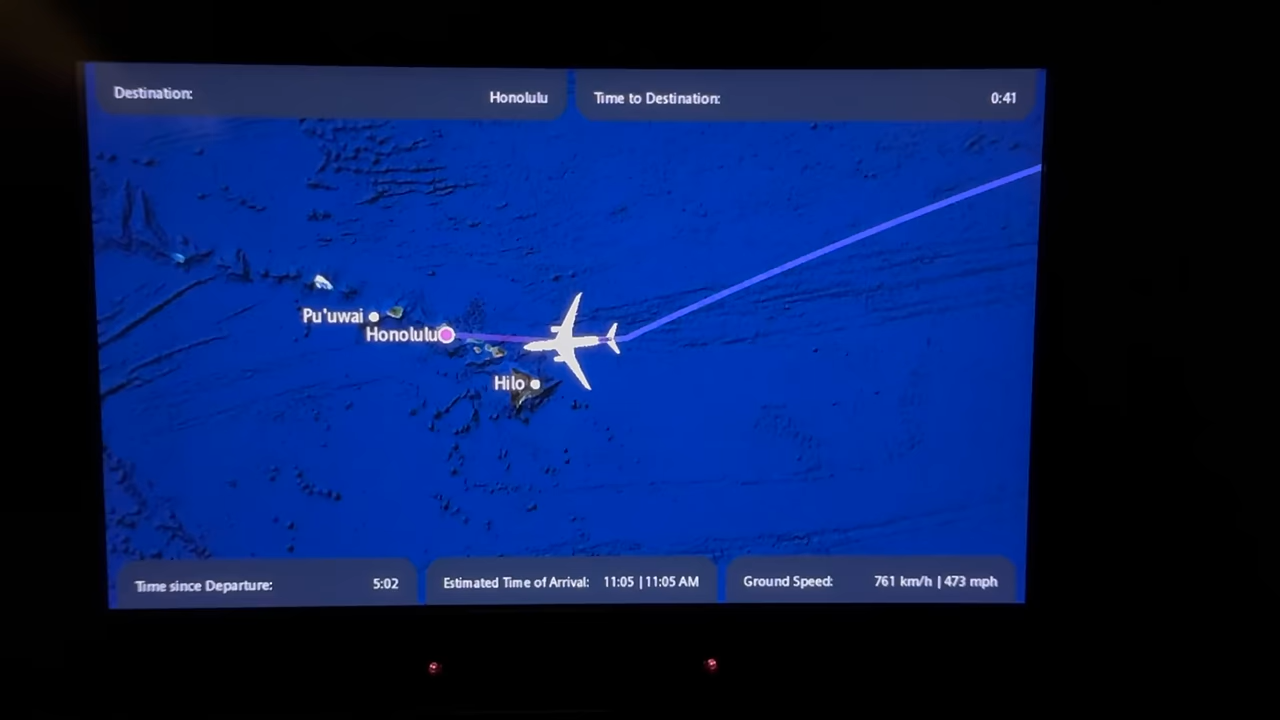 Destination: Honolulu
Time to Destination: 0:41
Pu'uwai
Honolulu
Hilo
Time since Departure: 5:02
Estimated Time of Arrival: 11:05 | 11:05 AM
Ground Speed: 761 km/h | 473 mph